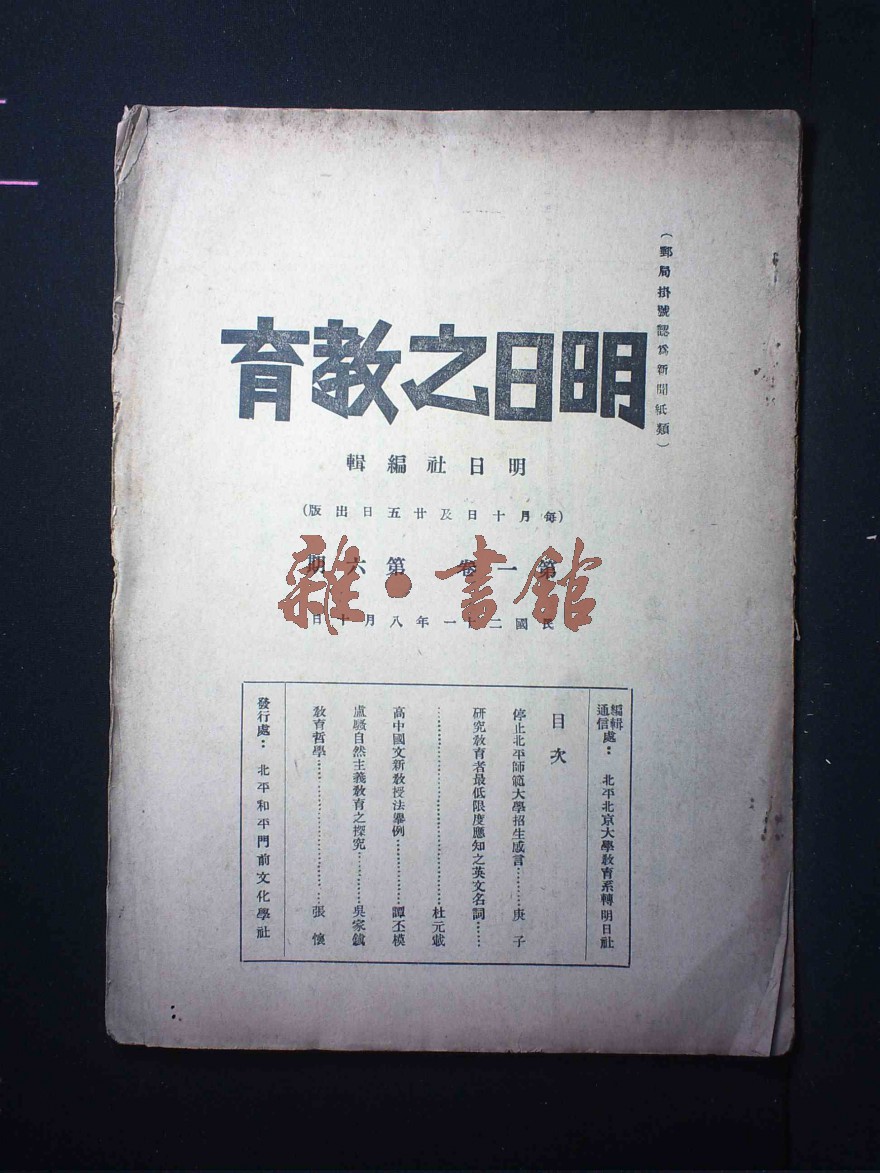 （郵局掛號認爲新聞紙類）
明日之教育
明日社編輯
(每月十日及廿五日出版)
第一卷 第六期
民國二十一年八月十日
雜·書館
編輯通信處： 北平北京大學教育系轉明日社
目次
停止北平師範大學招生感言………庚 子
研究教育者最低限度應知之英文名詞……
……………………………杜元載
高中國文新教授法舉例…………譚丕模
盧騷自然主義教育之探究………吳家鎮
教育哲學……………………張 懷
發行處： 北平和平門前文化學社